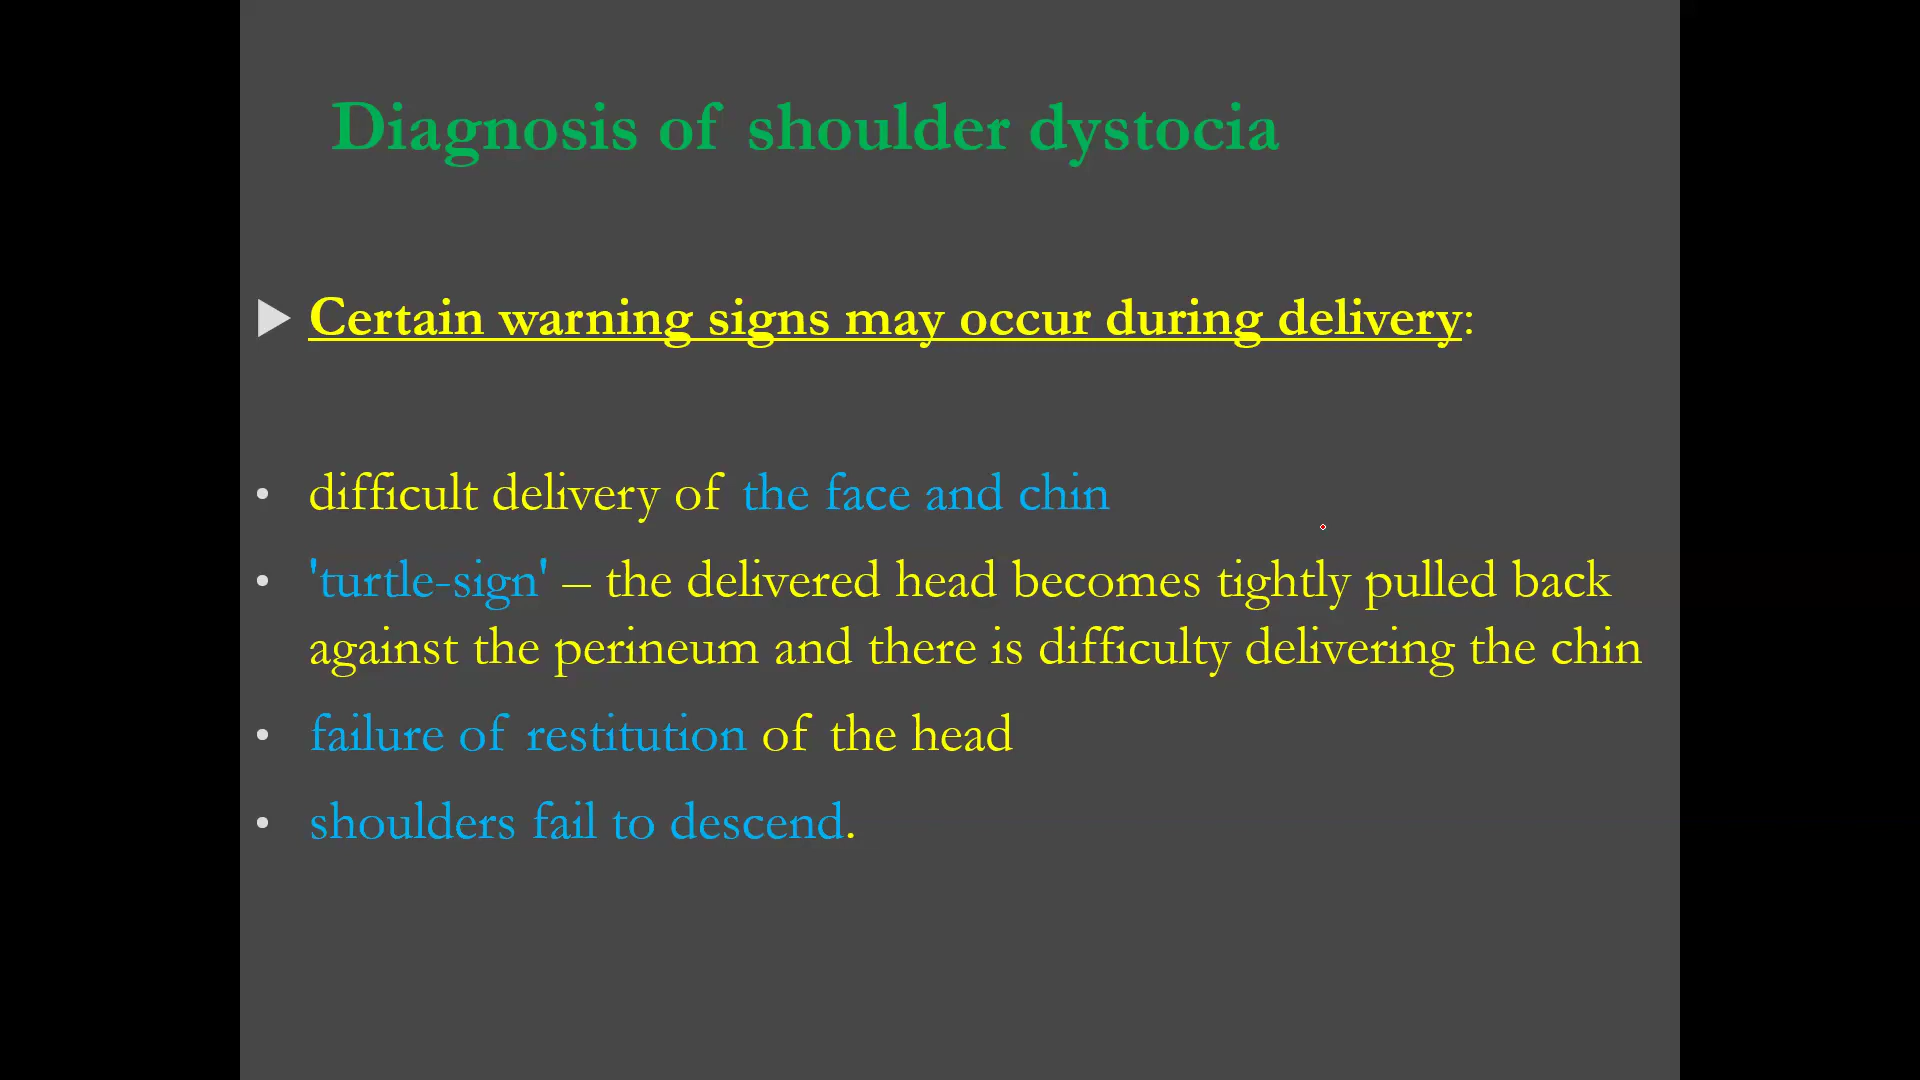 Diagnosis of shoulder dystocia
Certain warning signs may occur during delivery:
• difficult delivery of the face and chin
• 'turtle-sign' – the delivered head becomes tightly pulled back
against the perineum and there is difficulty delivering the chin
• failure of restitution of the head
• shoulders fail to descend.